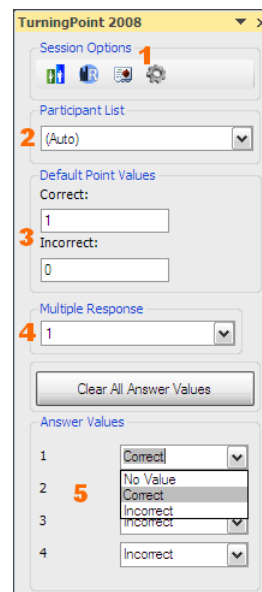 TurningPoint 2008
Session Options
1
Participant List
2 (Auto)
Default Point Values
Correct:
1
3
Incorrect:
0
Multiple Response
4 1
Clear All Answer Values
Answer Values
1 Correct
No Value
2 5 Correct
Incorrect
3 Incorrect
4 Incorrect